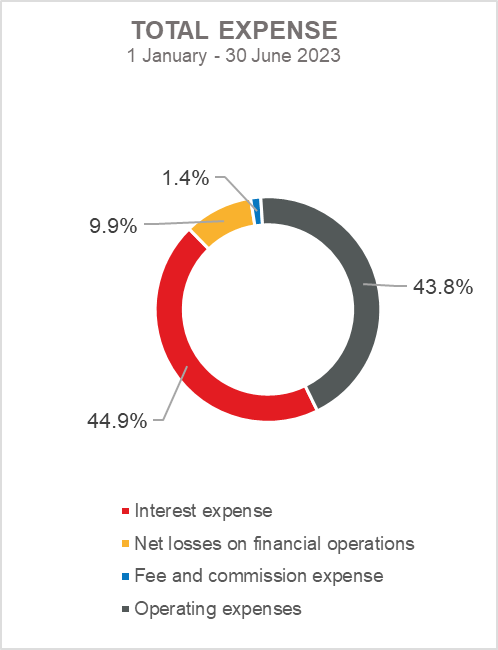 TOTAL EXPENSE
1 January - 30 June 2023
1.4%
9.9%
43.8%
44.9%
Interest expense
Net losses on financial operations
Fee and commission expense
Operating expenses